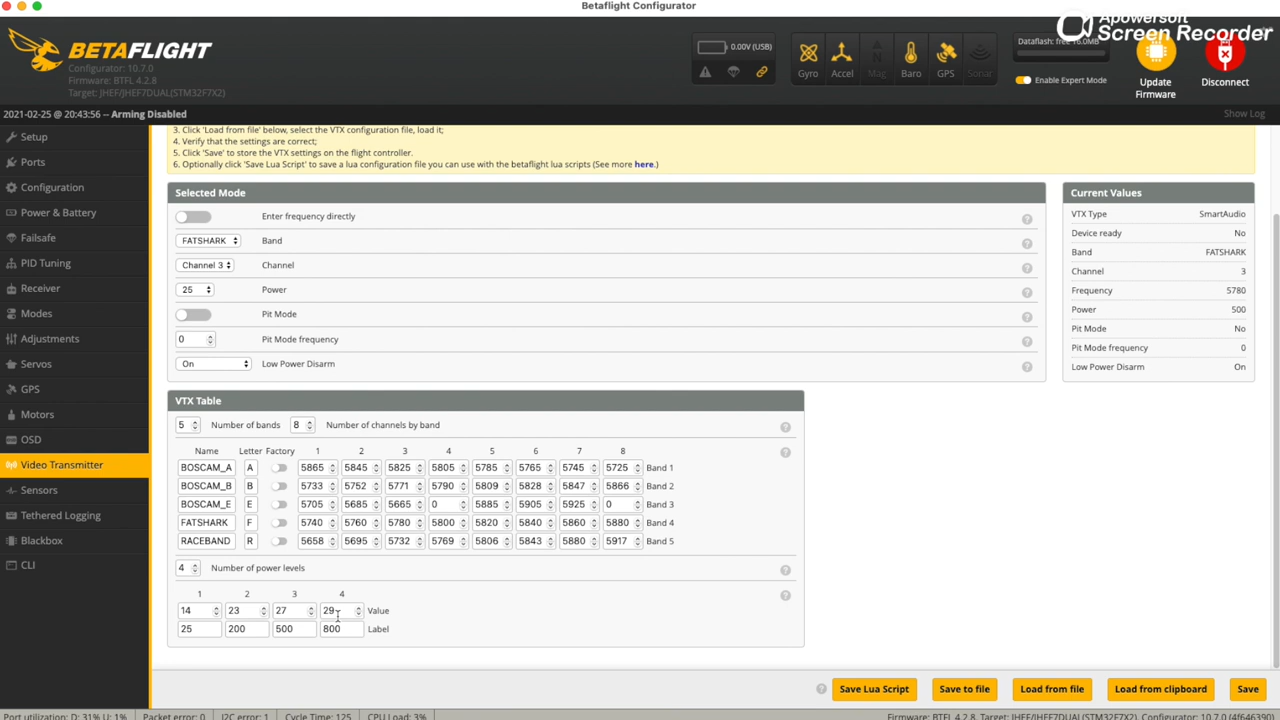 Betaflight Configurator
Apowersoft
Screen Recorder
BETAFLIGHT
Configurator: 10.7.0
Firmware: BTFL 4.2.8
Target: JHEF/JHEF7DUAL(STM32F7X2)
0.00V (USB)
Gyro Accel Mag Baro GPS Sonar
Dataflash: free 16.0MB
Enable Expert Mode
Update
Firmware
Disconnect
2021-02-25 @ 20:43:56 -- Arming Disabled
Show Log
Setup
Ports
Configuration
Power & Battery
Failsafe
PID Tuning
Receiver
Modes
Adjustments
Servos
GPS
Motors
OSD
Video Transmitter
Sensors
Tethered Logging
Blackbox
CLI
3. Click 'Load from file' below, select the VTX configuration file, load it;
4. Verify that the settings are correct;
5. Click 'Save' to store the VTX settings on the flight controller.
6. Optionally click 'Save Lua Script' to save a lua configuration file you can use with the betaflight lua scripts (See more here.)
Selected Mode
Enter frequency directly ?
FATSHARK Band ?
Channel 3 Channel ?
25 Power ?
Pit Mode ?
0 Pit Mode frequency ?
On Low Power Disarm ?
Current Values
VTX Type SmartAudio
Device ready No
Band FATSHARK
Channel 3
Frequency 5780
Power 500
Pit Mode No
Pit Mode frequency 0
Low Power Disarm On
VTX Table
5 Number of bands 8 Number of channels by band ?
Name Letter Factory 1 2 3 4 5 6 7 8 ?
BOSCAM_A A 5865 5845 5825 5805 5785 5765 5745 5725 Band 1
BOSCAM_B B 5733 5752 5771 5790 5809 5828 5847 5866 Band 2
BOSCAM_E E 5705 5685 5665 0 5885 5905 5925 0 Band 3
FATSHARK F 5740 5760 5780 5800 5820 5840 5860 5880 Band 4
RACEBAND R 5658 5695 5732 5769 5806 5843 5880 5917 Band 5
4 Number of power levels ?
1 2 3 4 ?
14 23 27 29 Value
25 200 500 800 Label
? Save Lua Script Save to file Load from file Load from clipboard Save
Port utilization: D: 31% U: 1% Packet error: 0 I2C error: 1 Cycle Time: 125 CPU Load: 3% Firmware: BTFL 4.2.8, Target: JHEF/JHEF7DUAL(STM32F7X2), Configurator: 10.7.0 (4f646390)